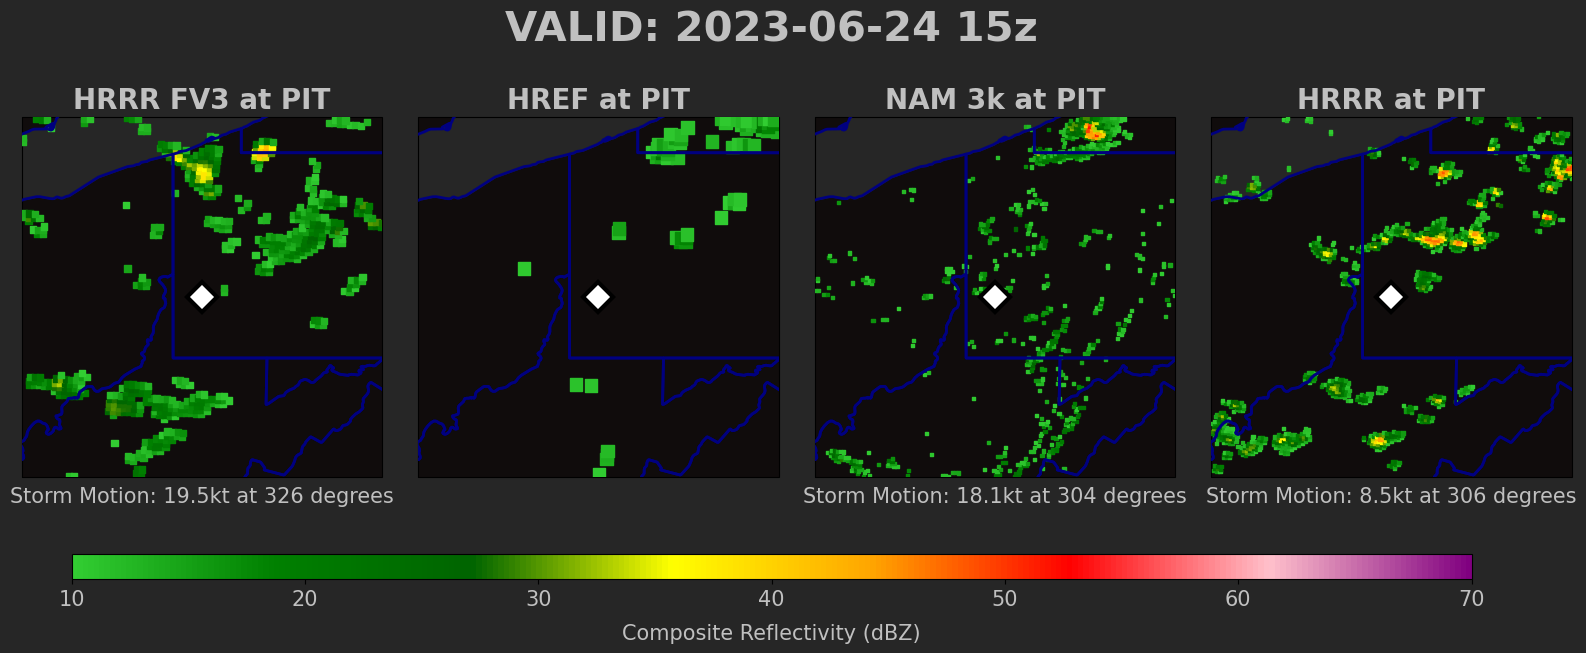 VALID: 2023-06-24 15z
HRRR FV3 at PIT
HREF at PIT
NAM 3k at PIT
HRRR at PIT
Storm Motion: 19.5kt at 326 degrees
Storm Motion: 18.1kt at 304 degrees
Storm Motion: 8.5kt at 306 degrees
10 20 30 40 50 60 70
Composite Reflectivity (dBZ)